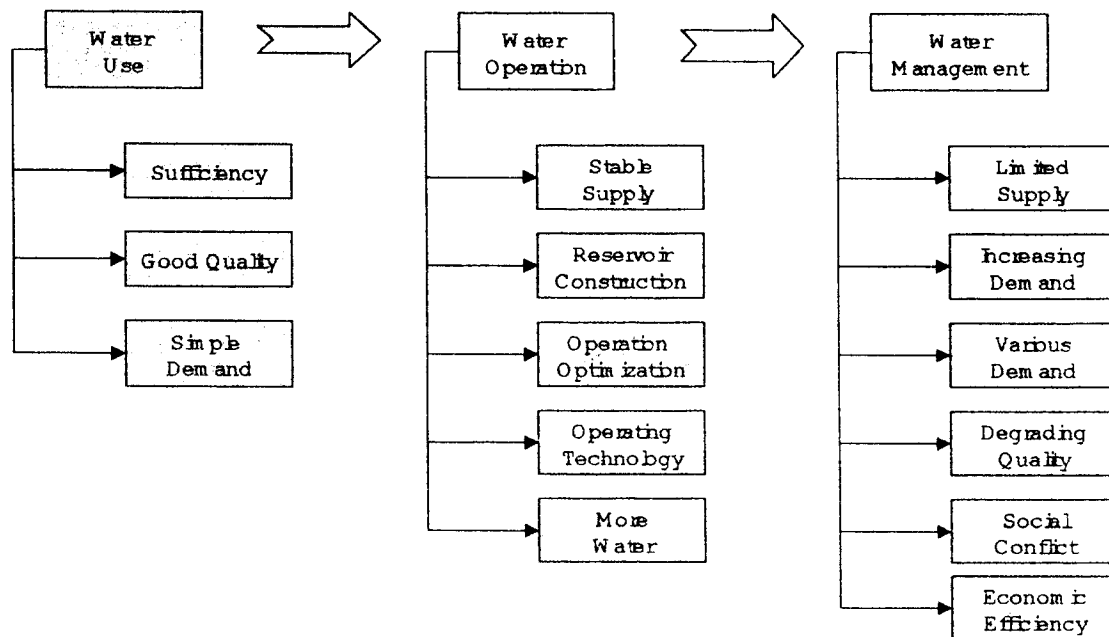 Water
Use
Sufficiency
Good Quality
Simple
Demand
Water
Operation
Stable
Supply
Reservoir
Construction
Operation
Optimization
Operating
Technology
More
Water
Water
Management
Limited
Supply
Increasing
Demand
Various
Demand
Degrading
Quality
Social
Conflict
Economic
Efficiency